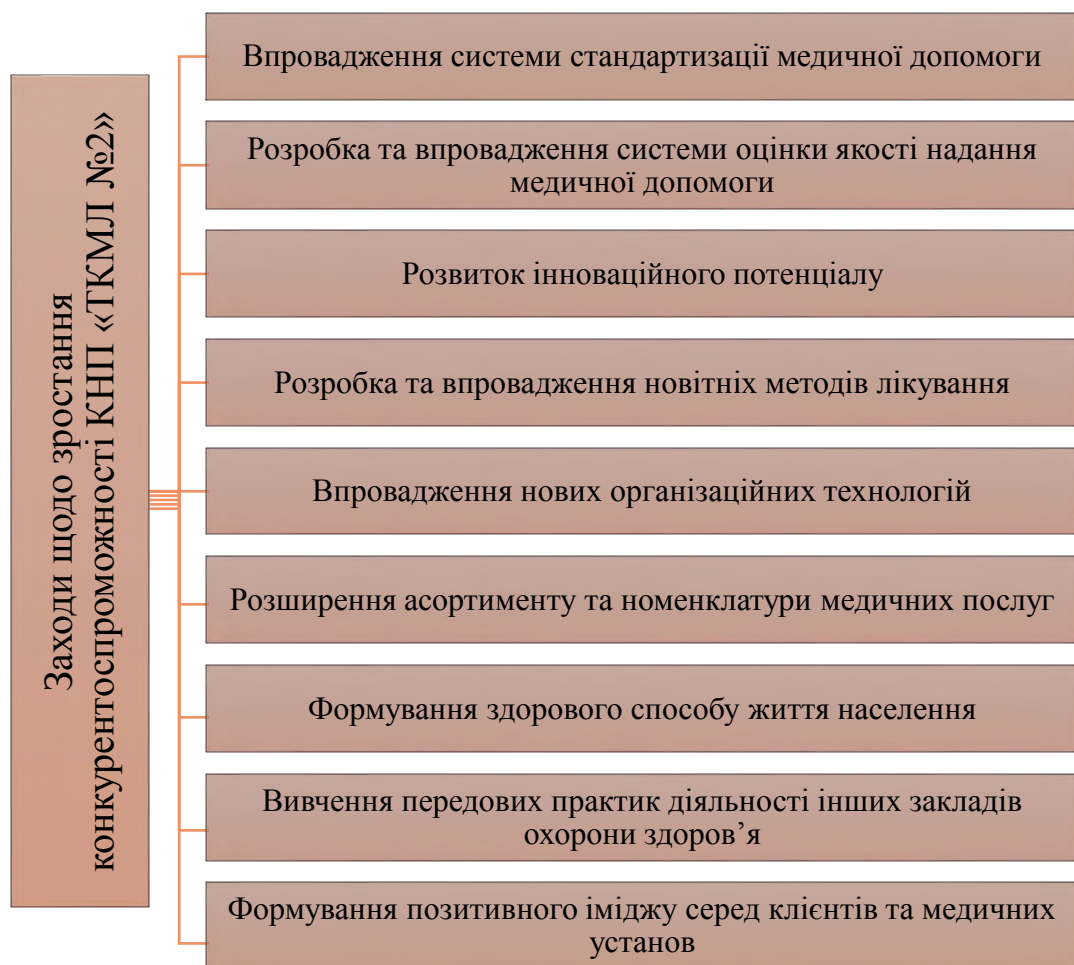 Заходи щодо зростання
конкурентоспроможності КНП «ТКМЛ №2»
Впровадження системи стандартизації медичної допомоги
Розробка та впровадження системи оцінки якості надання
медичної допомоги
Розвиток інноваційного потенціалу
Розробка та впровадження новітніх методів лікування
Впровадження нових організаційних технологій
Розширення асортименту та номенклатури медичних послуг
Формування здорового способу життя населення
Вивчення передових практик діяльності інших закладів
охорони здоров’я
Формування позитивного іміджу серед клієнтів та медичних
установ